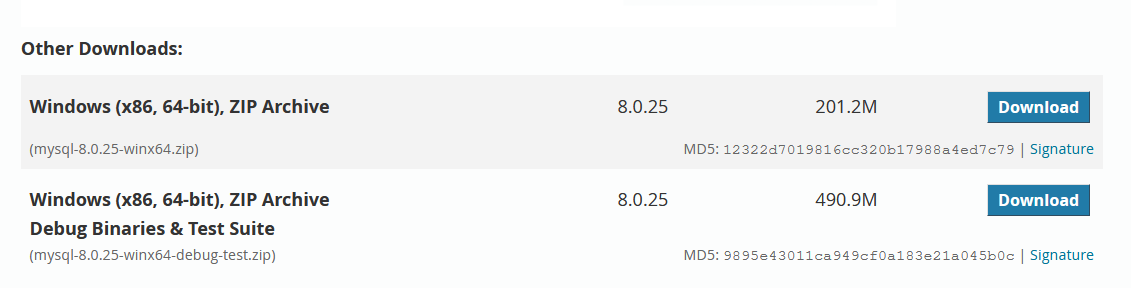 Other Downloads:
Windows (x86, 64-bit), ZIP Archive 8.0.25 201.2M Download
(mysql-8.0.25-winx64.zip) MD5: 12322d7019816cc320b17988a4ed7c79 | Signature
Windows (x86, 64-bit), ZIP Archive 8.0.25 490.9M Download
Debug Binaries & Test Suite
(mysql-8.0.25-winx64-debug-test.zip) MD5: 9895e43011ca949cf0a183e21a045b0c | Signature